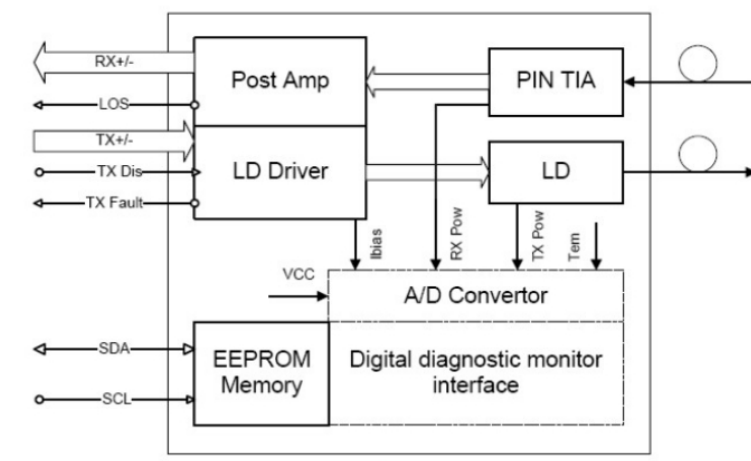 RX+/-
Post Amp
PIN TIA
LOS
TX+/-
TX Dis
LD Driver
LD
TX Fault
Ibias
RX Pow
TX Pow
Tem
VCC
A/D Convertor
SDA
EEPROM
Memory
Digital diagnostic monitor
interface
SCL